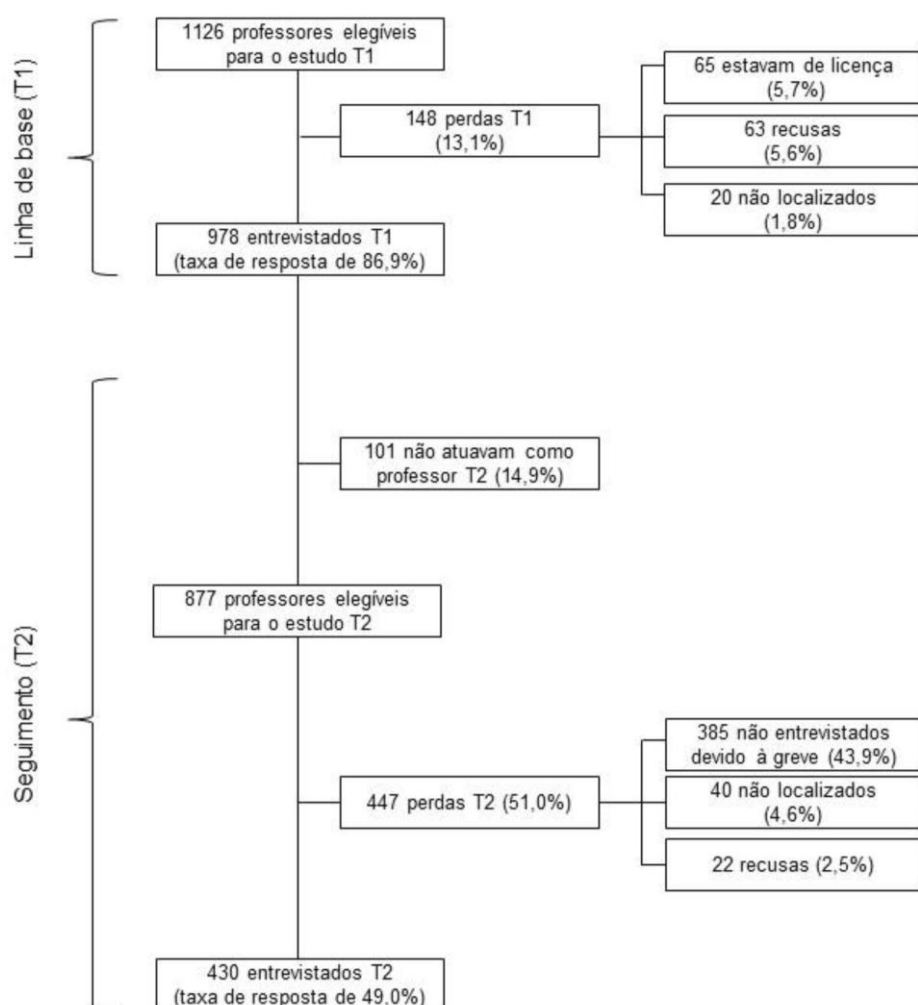 Linha de base (T1)
1126 professores elegíveis
para o estudo T1
148 perdas T1
(13,1%)
65 estavam de licença
(5,7%)
63 recusas
(5,6%)
20 não localizados
(1,8%)
978 entrevistados T1
(taxa de resposta de 86,9%)
Seguimento (T2)
101 não atuavam como
professor T2 (14,9%)
877 professores elegíveis
para o estudo T2
447 perdas T2 (51,0%)
385 não entrevistados
devido à greve (43,9%)
40 não localizados
(4,6%)
22 recusas (2,5%)
430 entrevistados T2
(taxa de resposta de 49,0%)